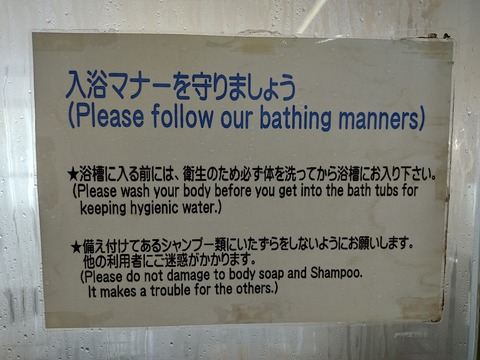 入浴マナーを守りましょう
(Please follow our bathing manners)
★浴槽に入る前には、衛生のため必ず体を洗ってから浴槽にお入り下さい。
(Please wash your body before you get into the bath tubs for
keeping hygienic water.)
★備え付けてあるシャンプー類にいたずらをしないようにお願いします。
他の利用者にご迷惑がかかります。
(Please do not damage to body soap and Shampoo.
It makes a trouble for the others.)